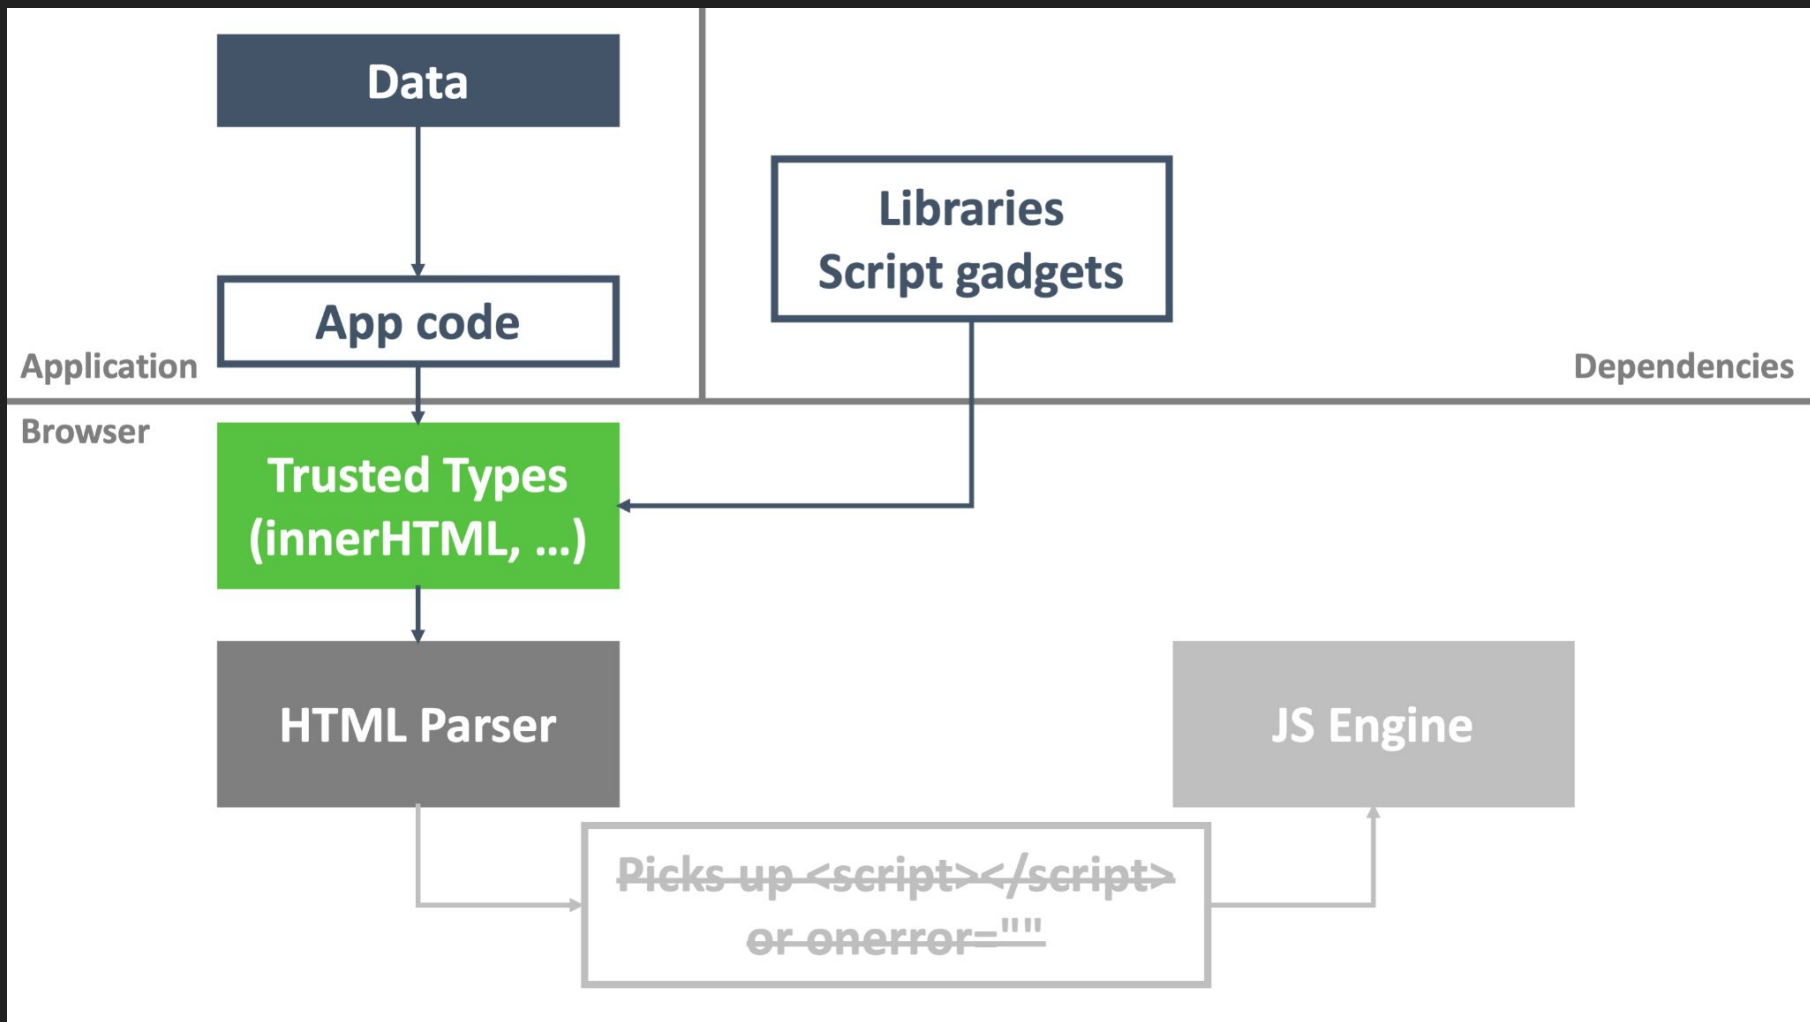 Data
Libraries
Script gadgets
App code
Application
Dependencies
Browser
Trusted Types
(innerHTML, ...)
HTML Parser
JS Engine
Picks up <script></script>
or onerror=""